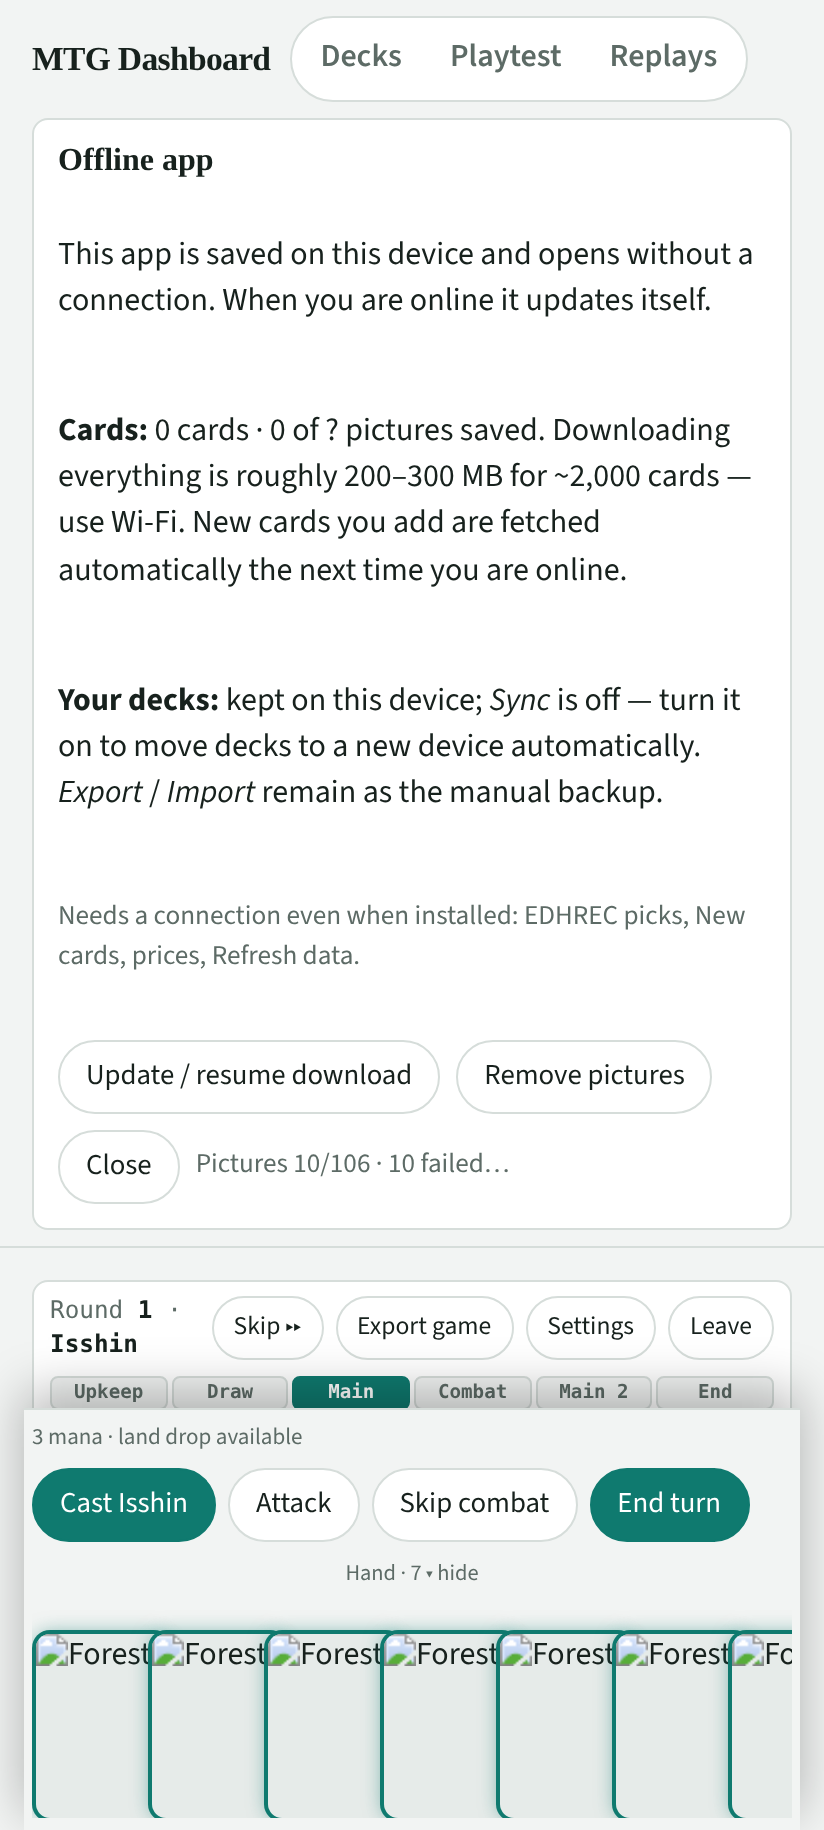 MTG Dashboard
Decks
Playtest
Replays
Offline app
This app is saved on this device and opens without a
connection. When you are online it updates itself.
Cards: 0 cards · 0 of ? pictures saved. Downloading
everything is roughly 200–300 MB for ~2,000 cards —
use Wi-Fi. New cards you add are fetched
automatically the next time you are online.
Your decks: kept on this device; Sync is off — turn it
on to move decks to a new device automatically.
Export / Import remain as the manual backup.
Needs a connection even when installed: EDHREC picks, New
cards, prices, Refresh data.
Update / resume download
Remove pictures
Close
Pictures 10/106 · 10 failed…
Round 1 ·
Isshin
Skip ▸▸
Export game
Settings
Leave
Upkeep
Draw
Main
Combat
Main 2
End
3 mana · land drop available
Cast Isshin
Attack
Skip combat
End turn
Hand · 7 ▾ hide
Forest
Forest
Forest
Forest
Forest
Forest
Fo